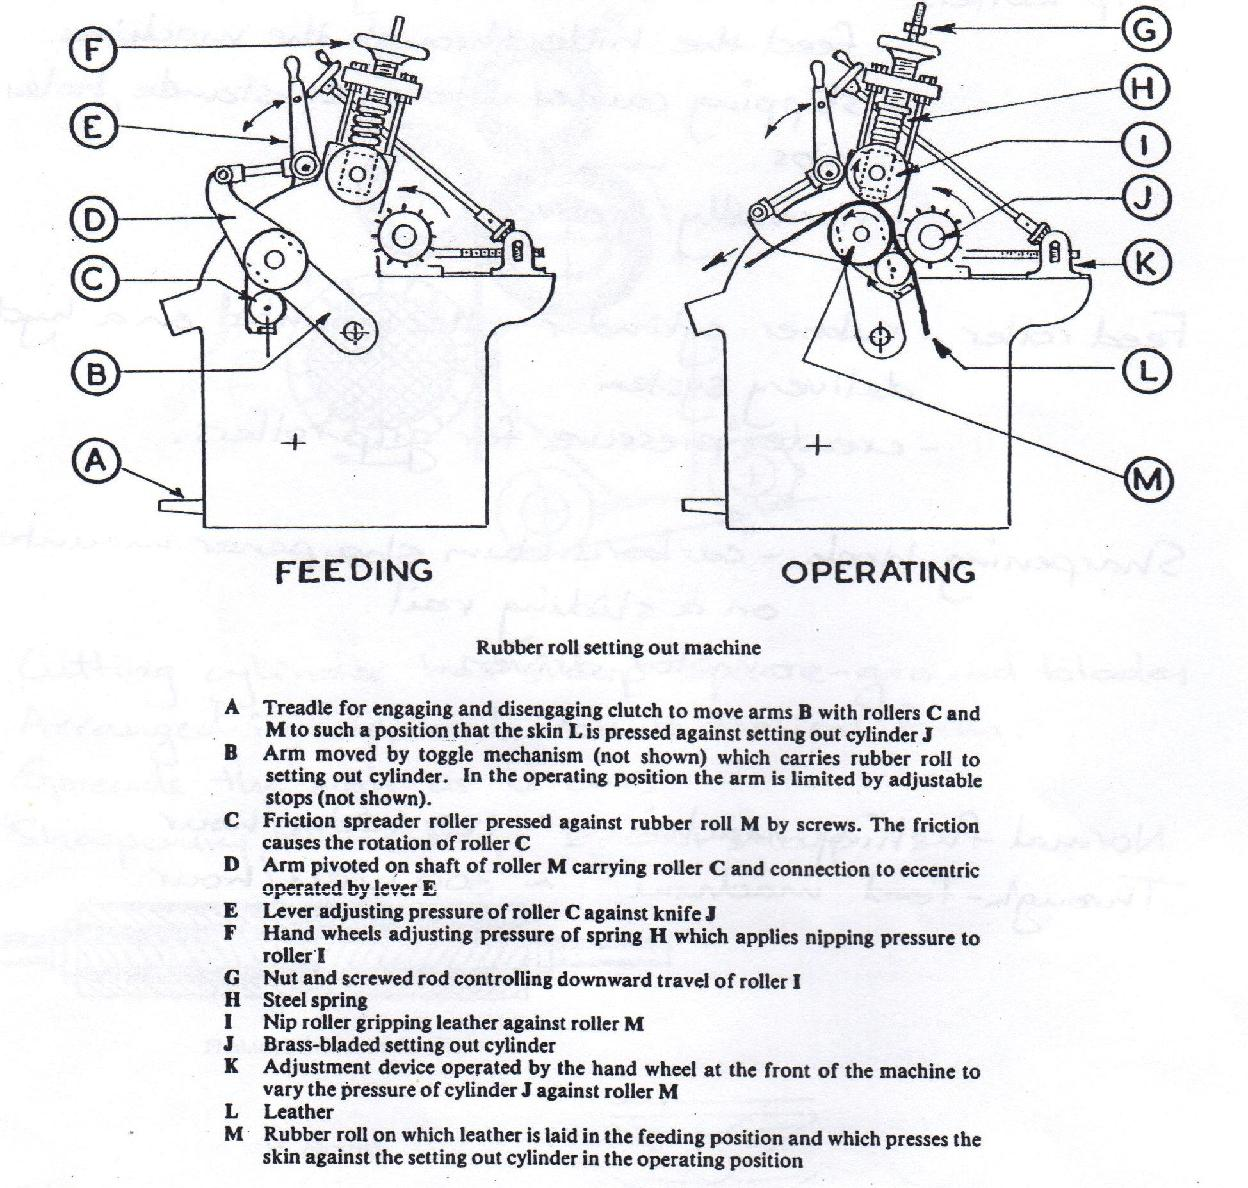 F
E
D
C
B
A
G
H
I
J
K
L
M
FEEDING
OPERATING
Rubber roll setting out machine
A Treadle for engaging and disengaging clutch to move arms B with rollers C and
M to such a position that the skin L is pressed against setting out cylinder J
B Arm moved by toggle mechanism (not shown) which carries rubber roll to
setting out cylinder. In the operating position the arm is limited by adjustable
stops (not shown).
C Friction spreader roller pressed against rubber roll M by screws. The friction
causes the rotation of roller C
D Arm pivoted on shaft of roller M carrying roller C and connection to eccentric
operated by lever E
E Lever adjusting pressure of roller C against knife J
F Hand wheels adjusting pressure of spring H which applies nipping pressure to
roller I
G Nut and screwed rod controlling downward travel of roller I
H Steel spring
I Nip roller gripping leather against roller M
J Brass-bladed setting out cylinder
K Adjustment device operated by the hand wheel at the front of the machine to
vary the pressure of cylinder J against roller M
L Leather
M Rubber roll on which leather is laid in the feeding position and which presses the
skin against the setting out cylinder in the operating position